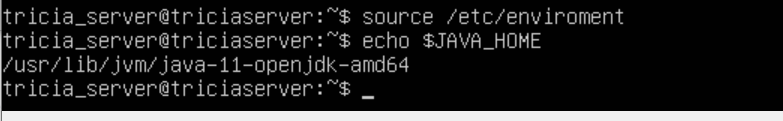 tricia_server@triciaserver:~$ source /etc/enviroment
tricia_server@triciaserver:~$ echo $JAVA_HOME
/usr/lib/jvm/java-11-openjdk-amd64
tricia_server@triciaserver:~$ _